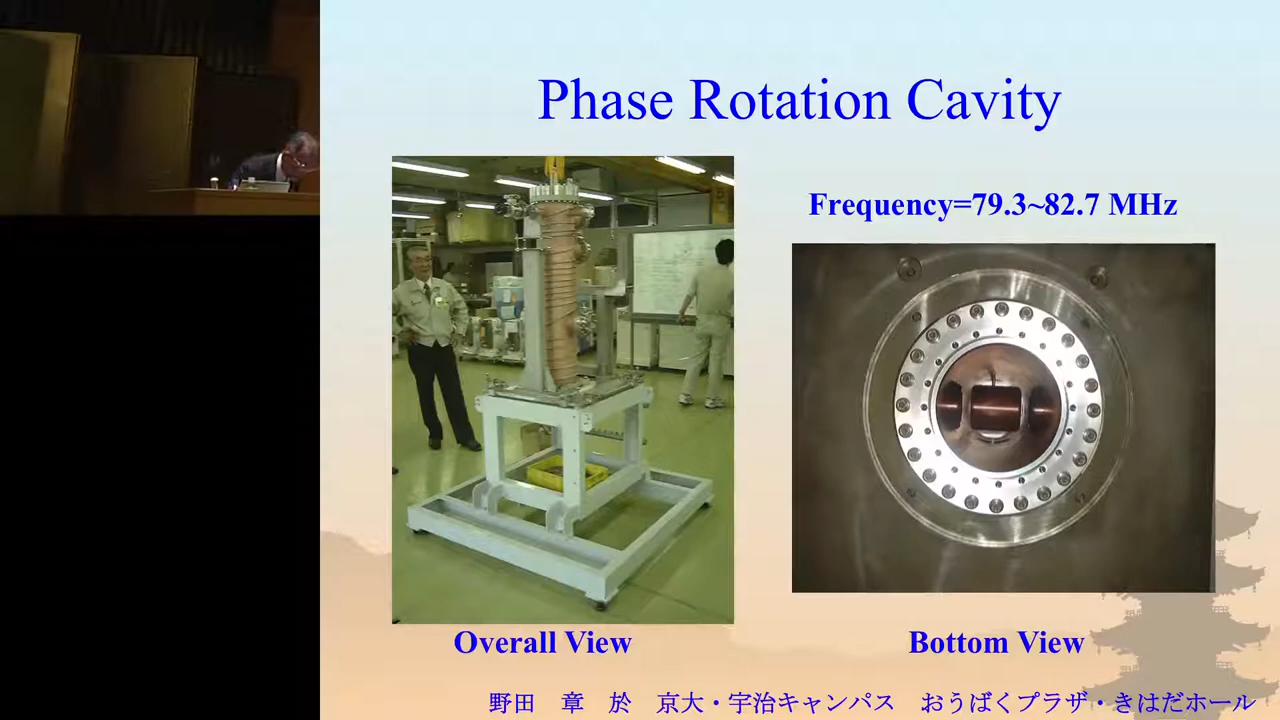 Phase Rotation Cavity
Frequency=79.3~82.7 MHz
Overall View
Bottom View
野田　章　於　京大・宇治キャンパス　おうばくプラザ・きはだホール